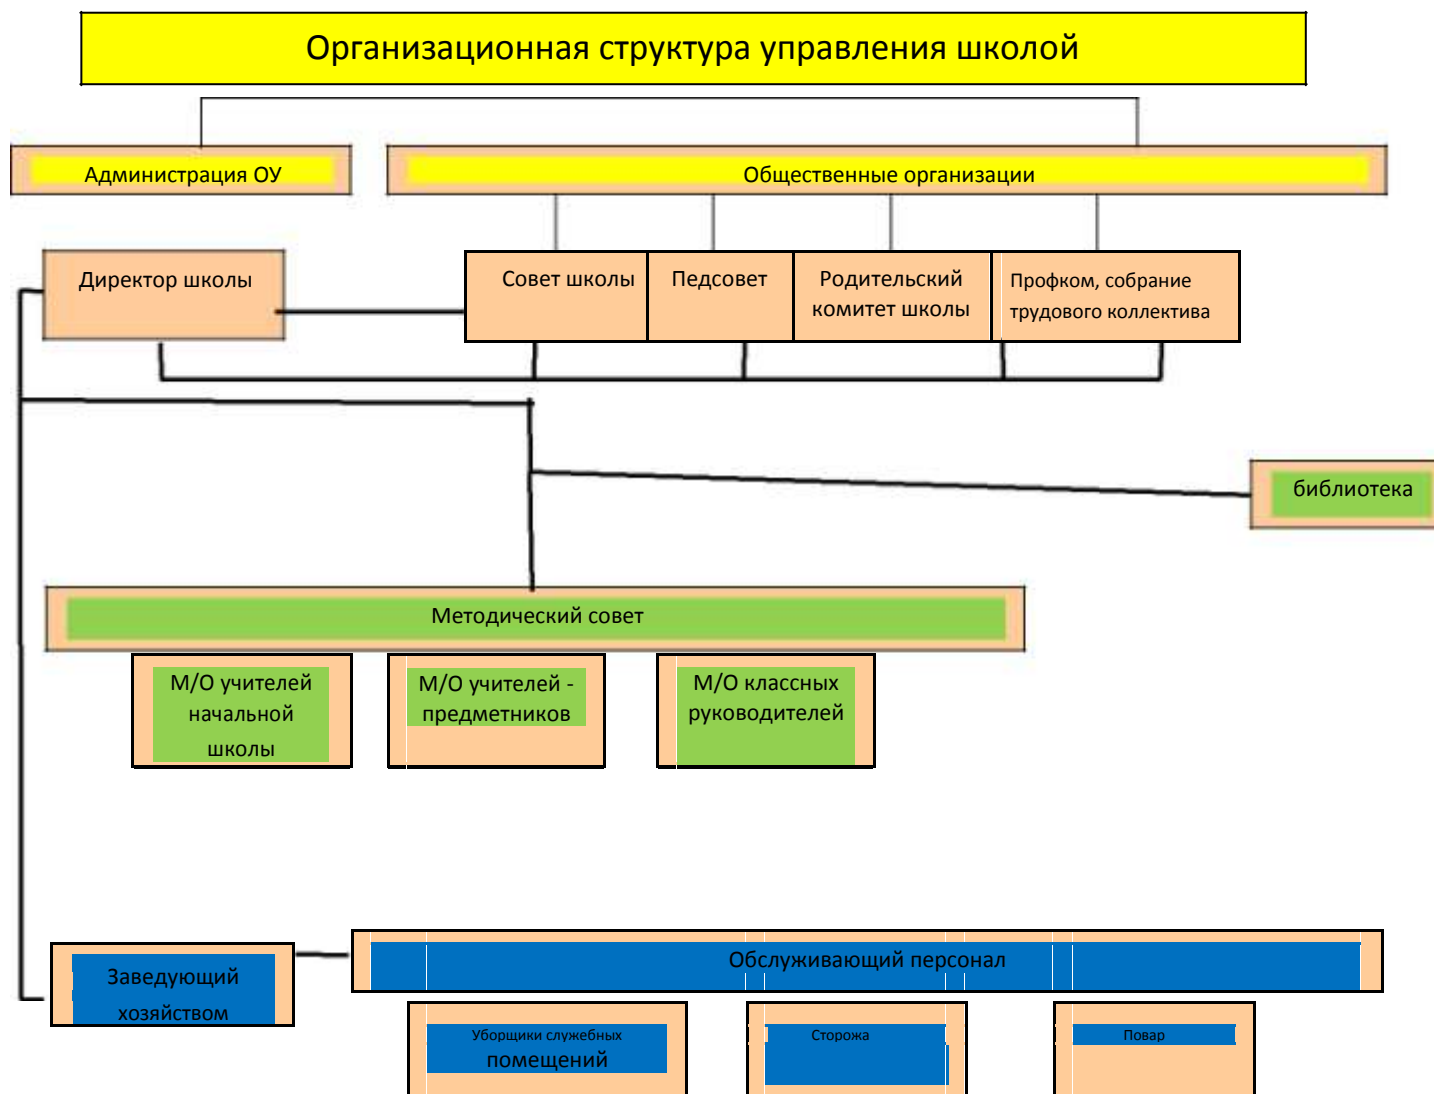 Организационная структура управления школой
Администрация ОУ
Общественные организации
Директор школы
Совет школы
Педсовет
Родительский
комитет школы
Профком, собрание
трудового коллектива
библиотека
Методический совет
М/О учителей
начальной
школы
М/О учителей -
предметников
М/О классных
руководителей
Заведующий
хозяйством
Обслуживающий персонал
Уборщики служебных
помещений
Сторожа
Повар